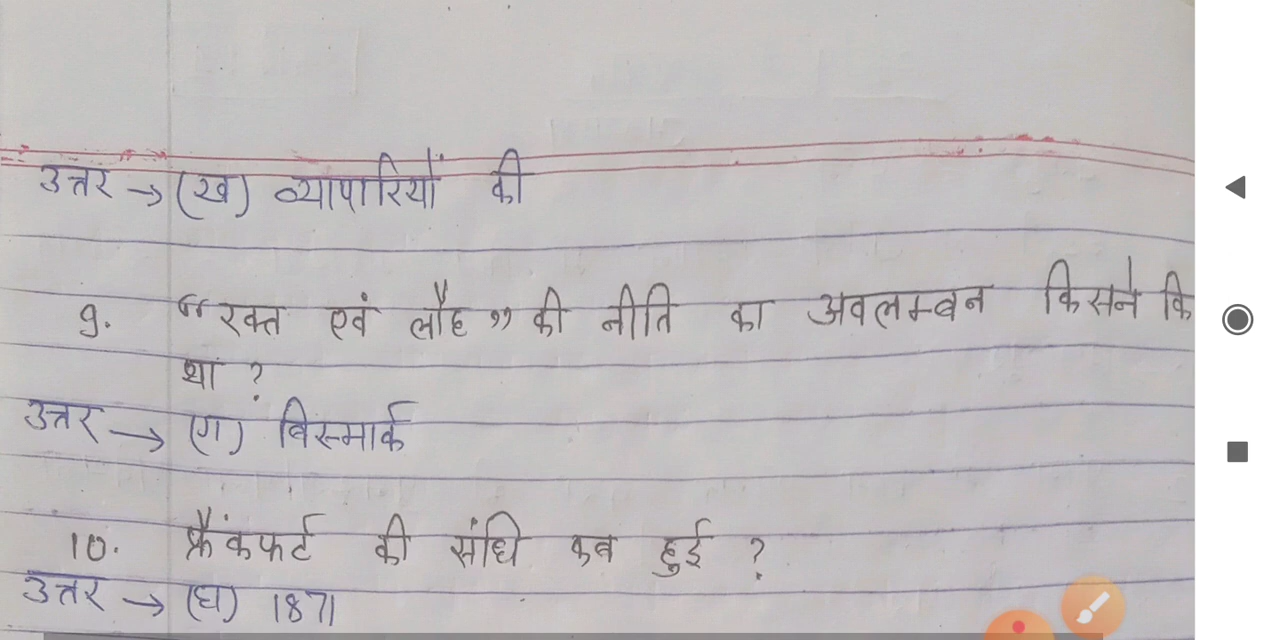 उत्तर → (ख) व्यापारियों की
9. “रक्त एवं लौह” की नीति का अवलम्बन किसने कि
था ?
उत्तर → (ग) बिस्मार्क
10. फ्रैंकफर्ट की संधि कब हुई ?
उत्तर → (घ) 1871